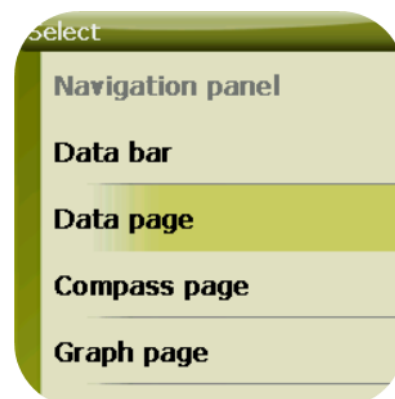 Select
Navigation panel
Data bar
Data page
Compass page
Graph page